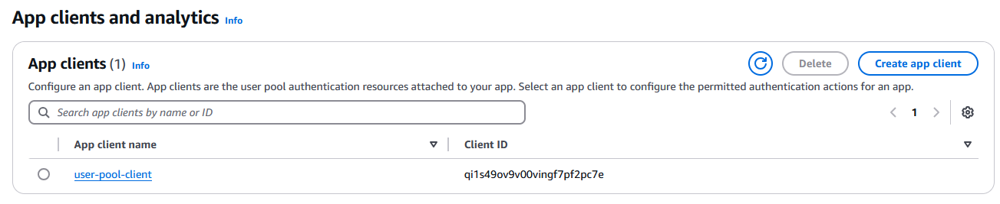 App clients and analytics Info
App clients (1) Info
Delete
Create app client
Configure an app client. App clients are the user pool authentication resources attached to your app. Select an app client to configure the permitted authentication actions for an app.
Search app clients by name or ID
1
App client name Client ID
user-pool-client qi1s49ov9v00vingf7pf2pc7e